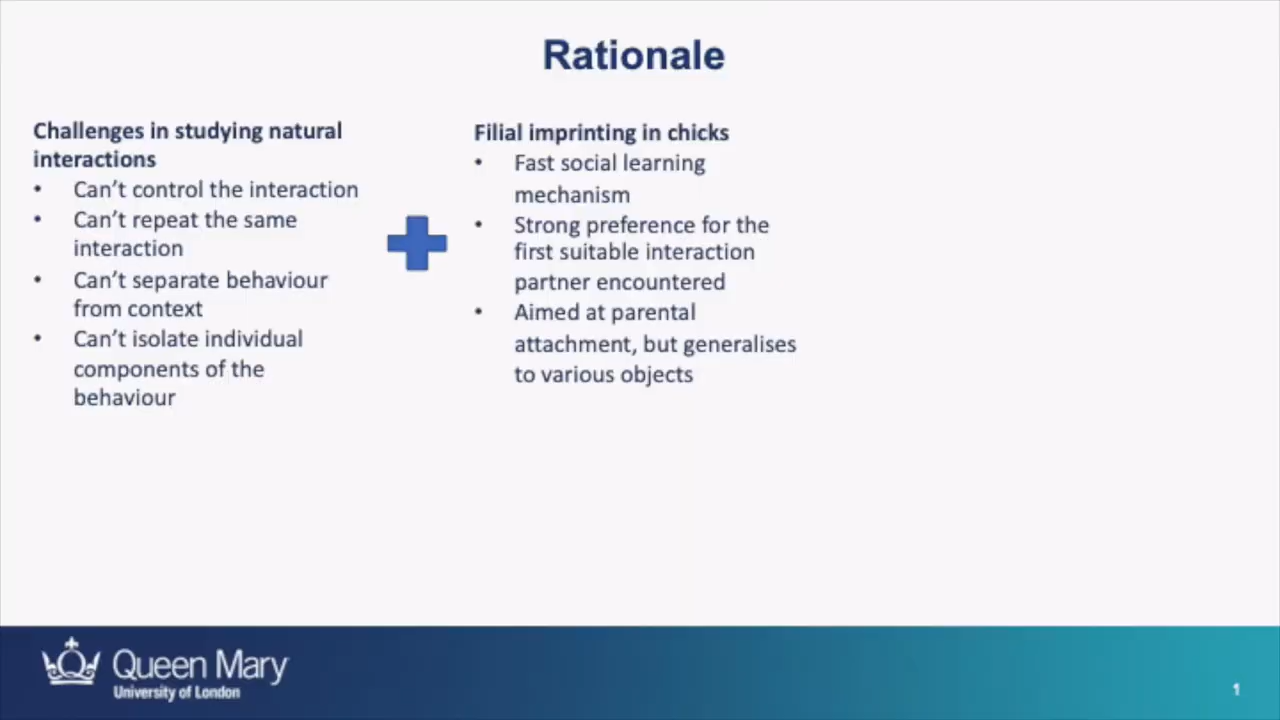 Rationale
Challenges in studying natural
interactions
• Can't control the interaction
• Can't repeat the same
interaction
• Can't separate behaviour
from context
• Can't isolate individual
components of the
behaviour
Filial imprinting in chicks
• Fast social learning
mechanism
• Strong preference for the
first suitable interaction
partner encountered
• Aimed at parental
attachment, but generalises
to various objects
Queen Mary
University of London
1